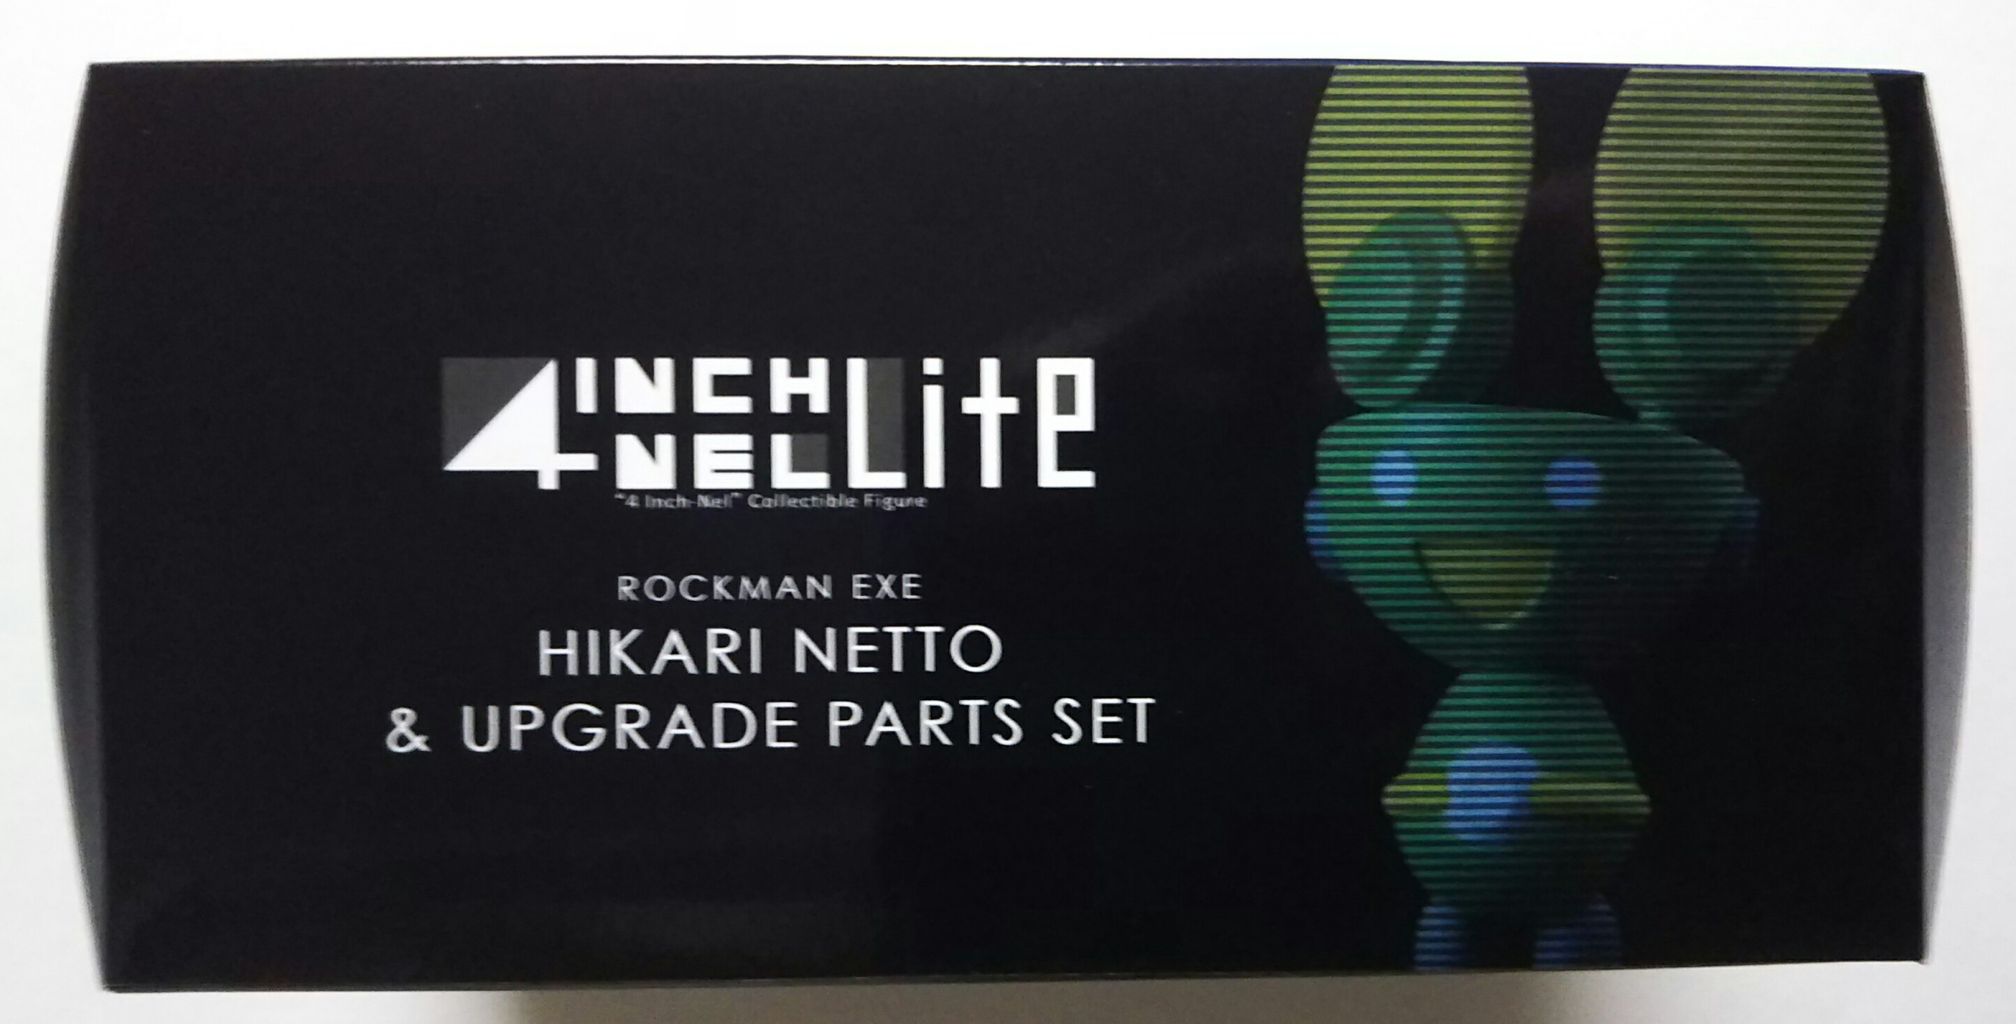 4 INCH NEL Lite
"4 Inch-Nel" Collectible Figure
ROCKMAN EXE
HIKARI NETTO
& UPGRADE PARTS SET